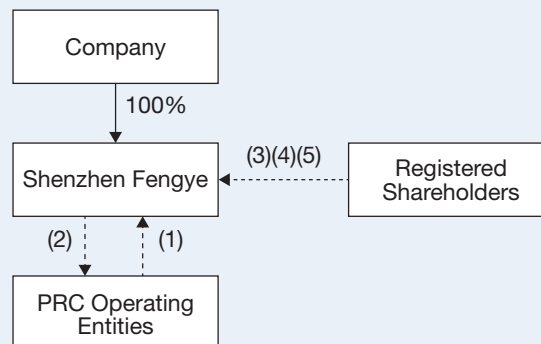 Company
100%
Shenzhen Fengye
(3)(4)(5)
Registered
Shareholders
(2)
(1)
PRC Operating
Entities